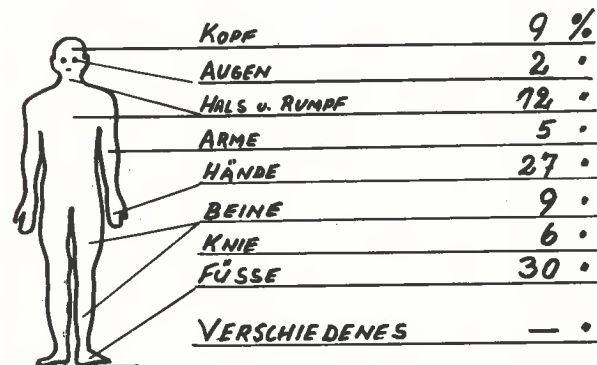 KOPF 9 %
AUGEN 2 "
HALS u. RUMPF 12 "
ARME 5 "
HÄNDE 27 "
BEINE 9 "
KNIE 6 "
FÜSSE 30 "
VERSCHIEDENES — "